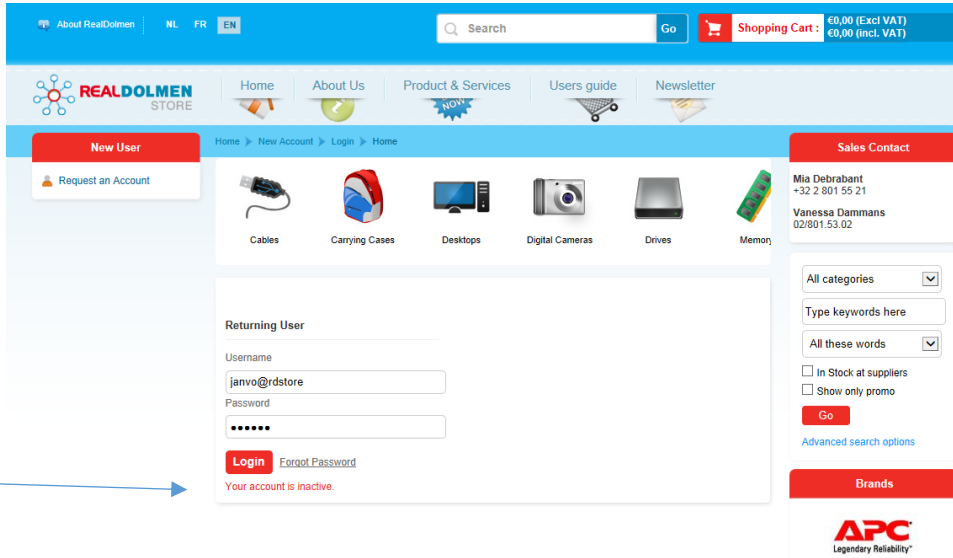 About RealDolmen NL FR EN
Search Go
Shopping Cart : €0,00 (Excl VAT)
€0,00 (incl. VAT)
REALDOLMEN
STORE
Home About Us Product & Services Users guide Newsletter
NOW
New User
Request an Account
Home New Account Login Home
Cables Carrying Cases Desktops Digital Cameras Drives Memory
Returning User
Username
janvo@rdstore
Password
Login Forgot Password
Your account is inactive.
Sales Contact
Mia Debrabant
+32 2 801 55 21
Vanessa Dammans
02/801.53.02
All categories
Type keywords here
All these words
In Stock at suppliers
Show only promo
Go
Advanced search options
Brands
APC
Legendary Reliability™